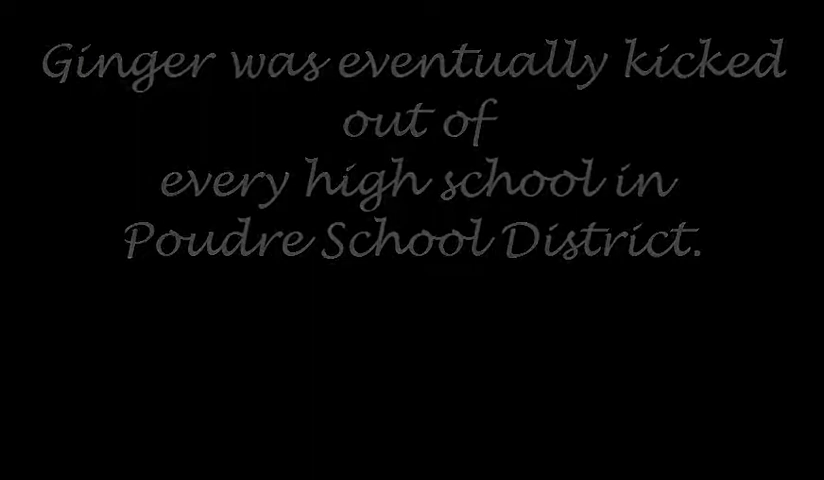 Ginger was eventually kicked
out of
every high school in
Poudre School District.